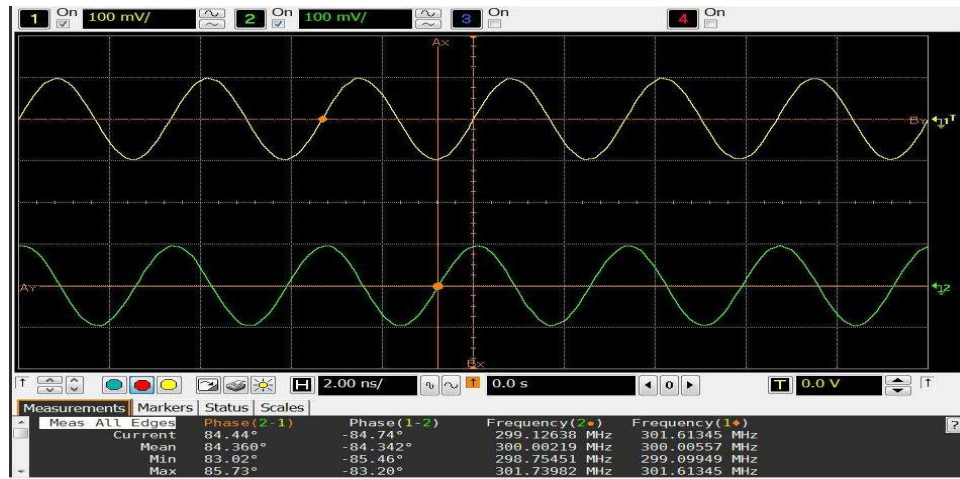 1 On 100 mV/ 2 On 100 mV/ 3 On 4 On
Ax
By 1 T
Ay 2
Bx
H 2.00 ns/ 0.0 s 0 T 0.0 V
Measurements Markers Status Scales
Meas All Edges Phase(2-1) Phase(1-2) Frequency(2) Frequency(1) ?
Current 84.44° -84.74° 299.12638 MHz 301.61345 MHz
Mean 84.360° -84.342° 300.00219 MHz 300.00557 MHz
Min 83.02° -85.46° 298.75451 MHz 299.09949 MHz
Max 85.73° -83.20° 301.73982 MHz 301.61345 MHz